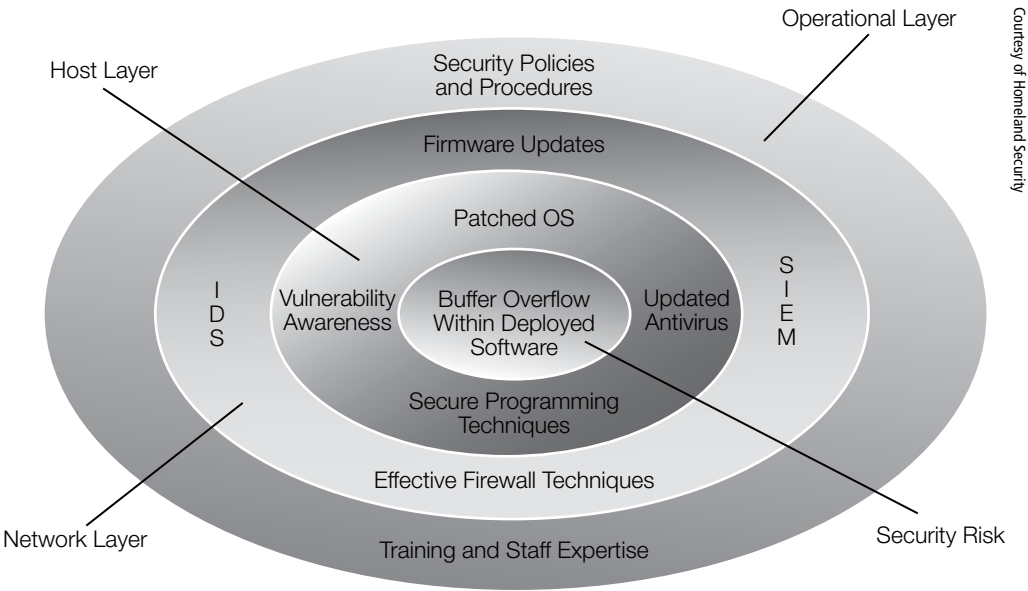 Operational Layer
Courtesy of Homeland Security
Host Layer
Security Policies
and Procedures
Firmware Updates
Patched OS
I
D
S
Vulnerability
Awareness
Buffer Overflow
Within Deployed
Software
Updated
Antivirus
S
I
E
M
Secure Programming
Techniques
Effective Firewall Techniques
Network Layer
Security Risk
Training and Staff Expertise